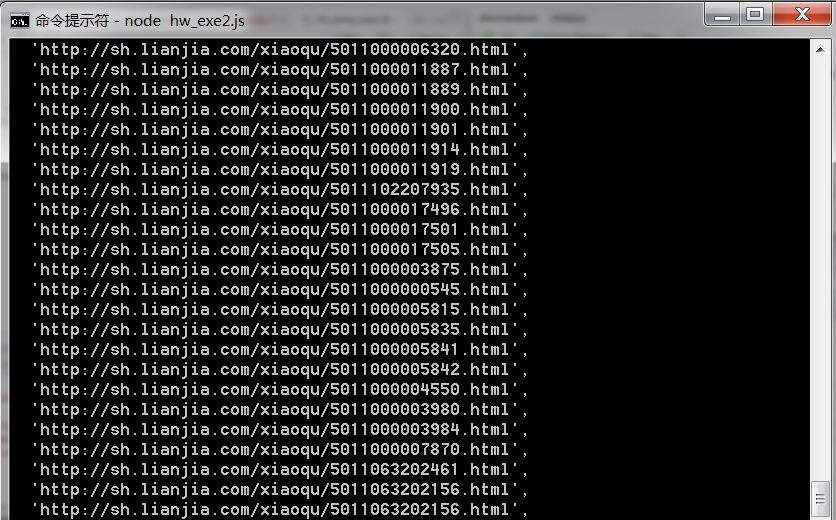 命令提示符 - node  hw_exe2.js
'http://sh.lianjia.com/xiaoqu/5011000006320.html',
'http://sh.lianjia.com/xiaoqu/5011000011887.html',
'http://sh.lianjia.com/xiaoqu/5011000011889.html',
'http://sh.lianjia.com/xiaoqu/5011000011900.html',
'http://sh.lianjia.com/xiaoqu/5011000011901.html',
'http://sh.lianjia.com/xiaoqu/5011000011914.html',
'http://sh.lianjia.com/xiaoqu/5011000011919.html',
'http://sh.lianjia.com/xiaoqu/5011102207935.html',
'http://sh.lianjia.com/xiaoqu/5011000017496.html',
'http://sh.lianjia.com/xiaoqu/5011000017501.html',
'http://sh.lianjia.com/xiaoqu/5011000017505.html',
'http://sh.lianjia.com/xiaoqu/5011000003875.html',
'http://sh.lianjia.com/xiaoqu/5011000000545.html',
'http://sh.lianjia.com/xiaoqu/5011000005815.html',
'http://sh.lianjia.com/xiaoqu/5011000005835.html',
'http://sh.lianjia.com/xiaoqu/5011000005841.html',
'http://sh.lianjia.com/xiaoqu/5011000005842.html',
'http://sh.lianjia.com/xiaoqu/5011000004550.html',
'http://sh.lianjia.com/xiaoqu/5011000003980.html',
'http://sh.lianjia.com/xiaoqu/5011000003984.html',
'http://sh.lianjia.com/xiaoqu/5011000007870.html',
'http://sh.lianjia.com/xiaoqu/5011063202461.html',
'http://sh.lianjia.com/xiaoqu/5011063202156.html',
'http://sh.lianjia.com/xiaoqu/5011063202156.html',